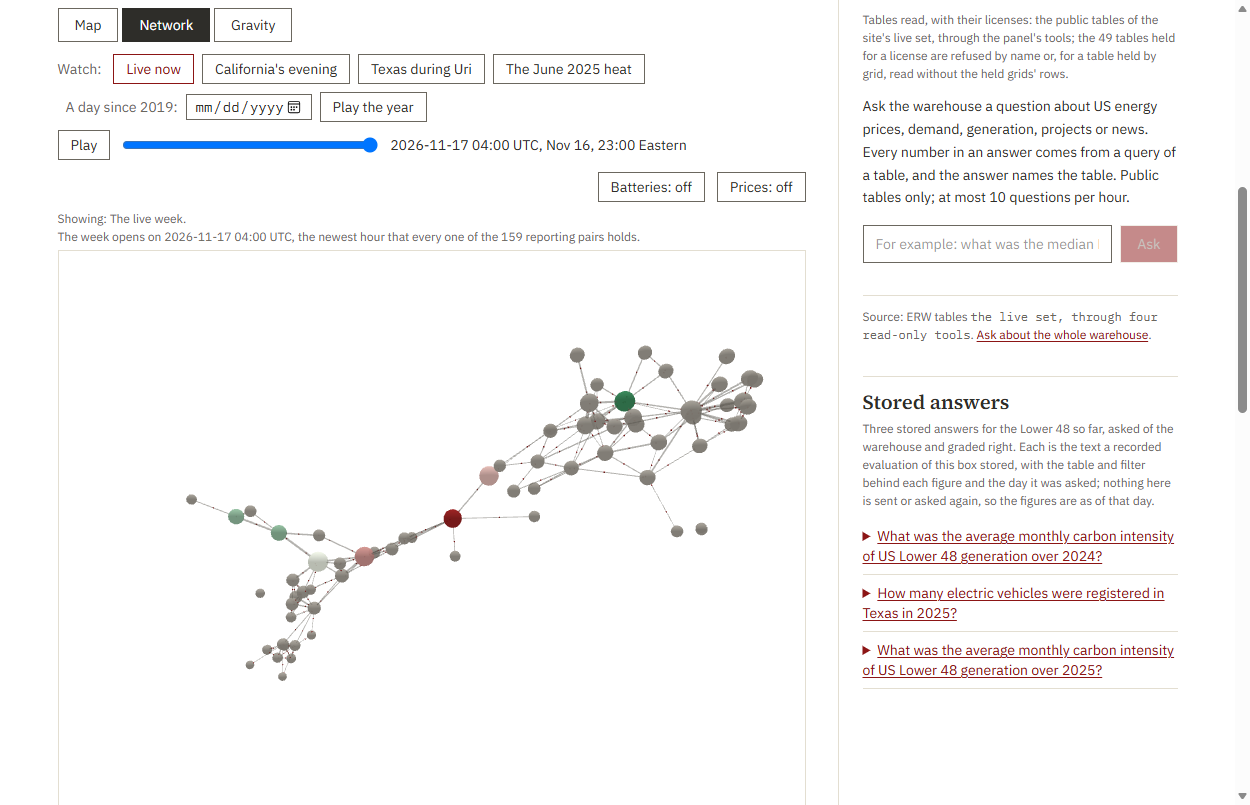 Map
Network
Gravity
Watch:
Live now
California's evening
Texas during Uri
The June 2025 heat
A day since 2019:
mm/dd/yyyy
Play the year
Play
2026-11-17 04:00 UTC, Nov 16, 23:00 Eastern
Batteries: off
Prices: off
Showing: The live week.
The week opens on 2026-11-17 04:00 UTC, the newest hour that every one of the 159 reporting pairs holds.
Tables read, with their licenses: the public tables of the
site's live set, through the panel's tools; the 49 tables held
for a license are refused by name or, for a table held by
grid, read without the held grids' rows.
Ask the warehouse a question about US energy
prices, demand, generation, projects or news.
Every number in an answer comes from a query of
a table, and the answer names the table. Public
tables only; at most 10 questions per hour.
For example: what was the median
Ask
Source: ERW tables the live set, through four
read-only tools. Ask about the whole warehouse.
Stored answers
Three stored answers for the Lower 48 so far, asked of the
warehouse and graded right. Each is the text a recorded
evaluation of this box stored, with the table and filter
behind each figure and the day it was asked; nothing here
is sent or asked again, so the figures are as of that day.
What was the average monthly carbon intensity
of US Lower 48 generation over 2024?
How many electric vehicles were registered in
Texas in 2025?
What was the average monthly carbon intensity
of US Lower 48 generation over 2025?